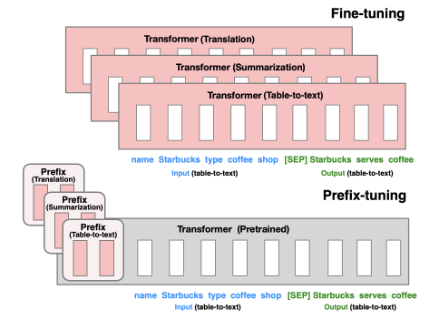 Fine-tuning
Transformer (Translation)
Transformer (Summarization)
Transformer (Table-to-text)
name Starbucks type coffee shop [SEP] Starbucks serves coffee
Input (table-to-text) Output (table-to-text)
Prefix-tuning
Prefix
(Translation)
Prefix
(Summarization)
Prefix
(Table-to-text)
Transformer (Pretrained)
name Starbucks type coffee shop [SEP] Starbucks serves coffee
Input (table-to-text) Output (table-to-text)